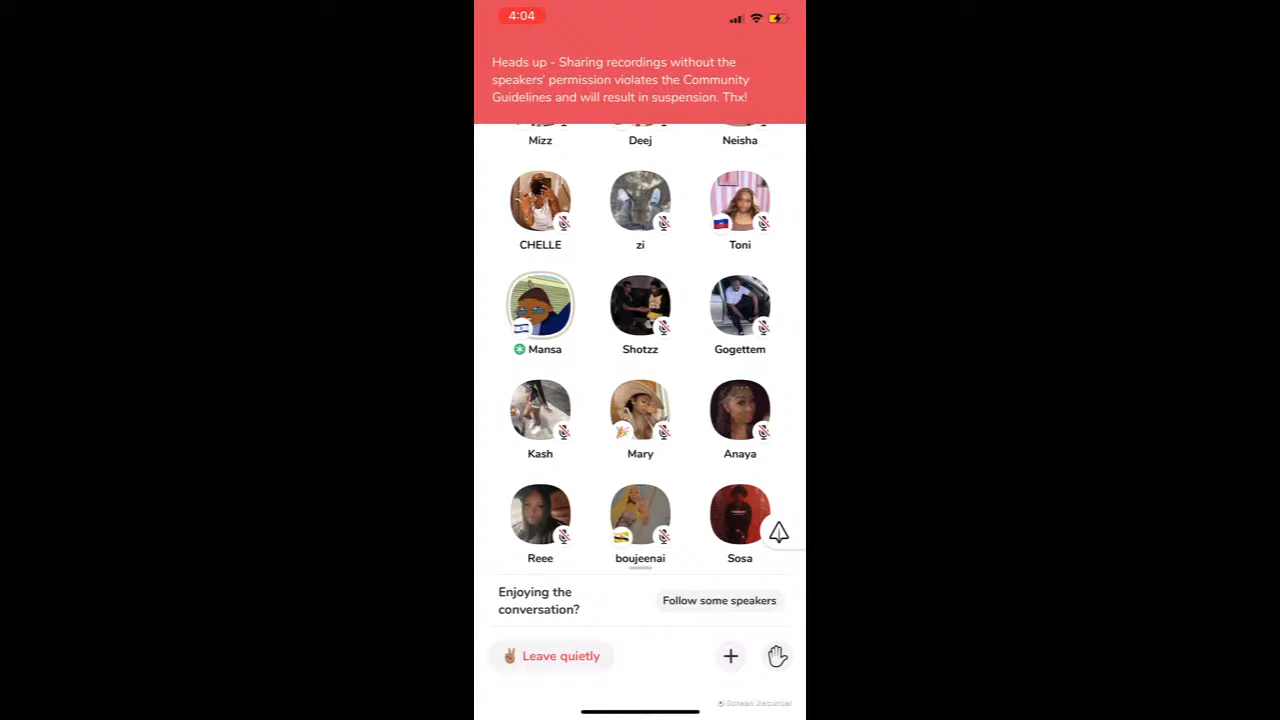 4:04
Heads up - Sharing recordings without the
speakers' permission violates the Community
Guidelines and will result in suspension. Thx!
Mizz
Deej
Neisha
CHELLE
zi
Toni
Mansa
Shotzz
Gogettem
Kash
Mary
Anaya
Reee
boujeenai
Sosa
Enjoying the
conversation?
Follow some speakers
Leave quietly
Screen Recorder